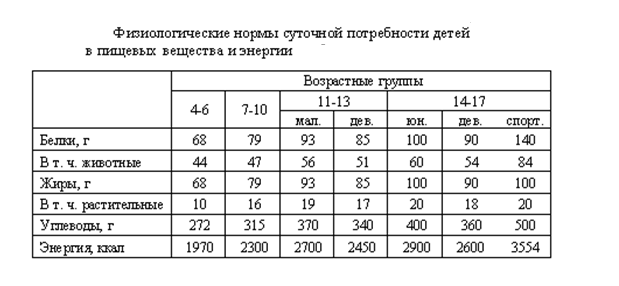 Физиологические нормы суточной потребности детей
в пищевых вещества и энергии
Возрастные группы
4-6 7-10 11-13 14-17
мал. дев. юн. дев. спорт.
Белки, г 68 79 93 85 100 90 140
В т. ч. животные 44 47 56 51 60 54 84
Жиры, г 68 79 93 85 100 90 100
В т. ч. растительные 10 16 19 17 20 18 20
Углеводы, г 272 315 370 340 400 360 500
Энергия, ккал 1970 2300 2700 2450 2900 2600 3554